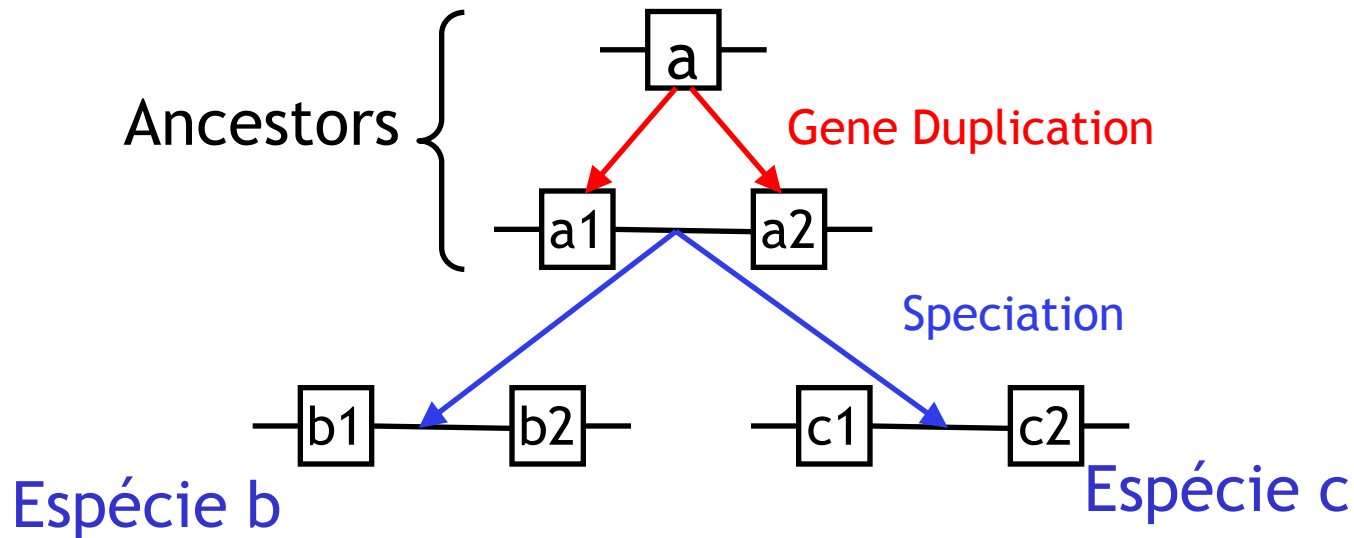 a
Ancestors
Gene Duplication
a1 a2
Speciation
b1 b2 c1 c2
Espécie b
Espécie c